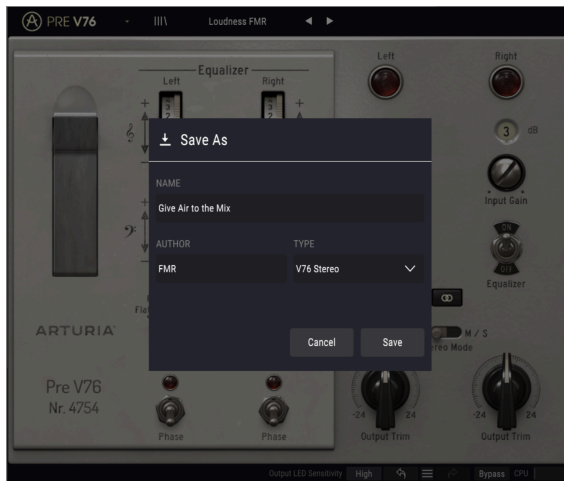 PRE V76
Loudness FMR
Equalizer
Left
Right
Left
Right
3
dB
Input Gain
ON
OFF
Equalizer
Save As
NAME
Give Air to the Mix
AUTHOR
TYPE
FMR
V76 Stereo
Cancel
Save
M / S
ARTURIA
Pre V76
Nr. 4754
Phase
Phase
-24
24
Output Trim
-24
24
Output Trim
Output LED Sensitivity
High
Bypass
CPU